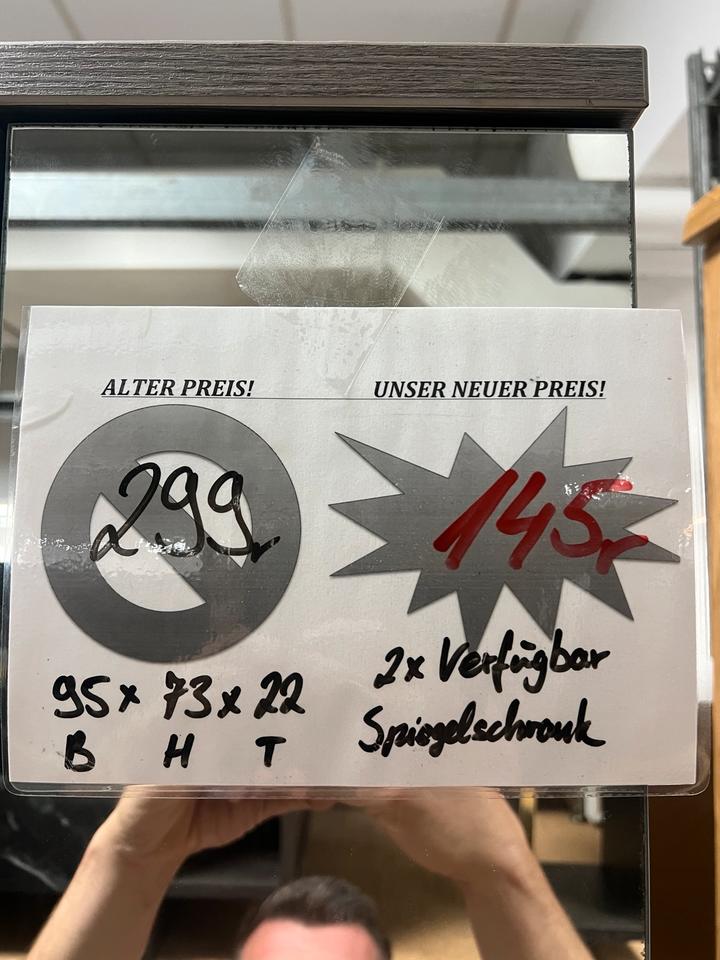 ALTER PREIS!
299,-
95 x 73 x 22
B H T
UNSER NEUER PREIS!
145,-
2x Verfügbar
Spiegelschrank